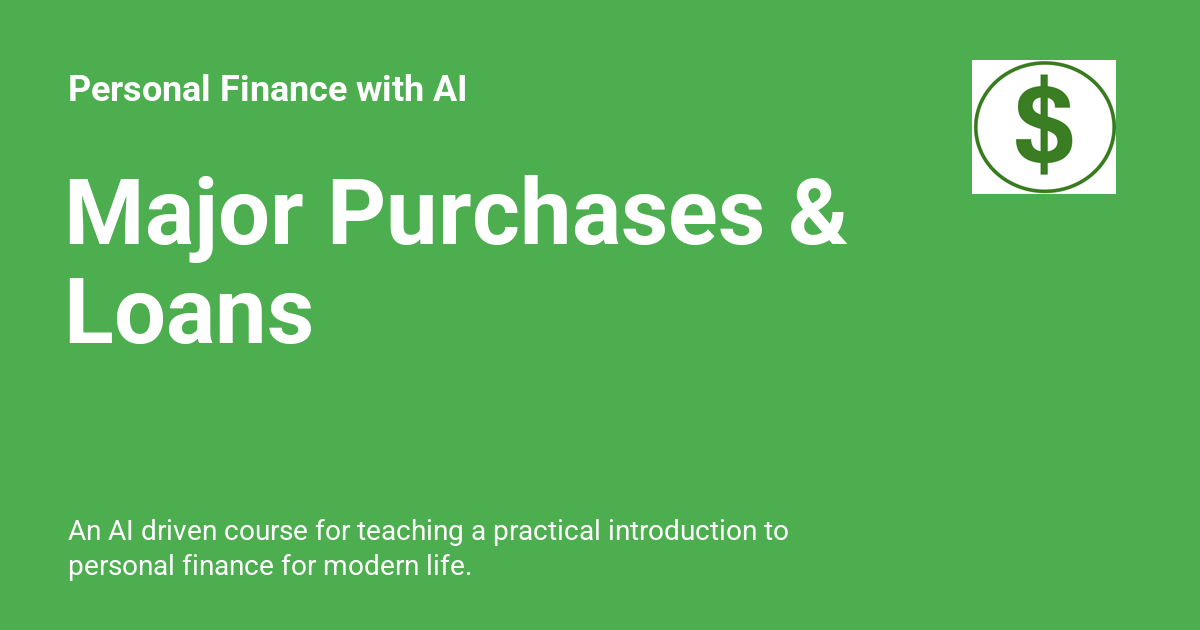 Personal Finance with AI
$
Major Purchases &
Loans
An AI driven course for teaching a practical introduction to
personal finance for modern life.